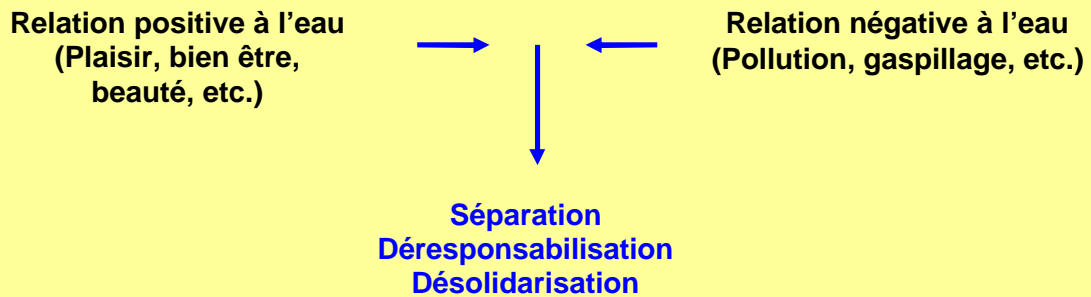 Relation positive à l’eau
(Plaisir, bien être,
beauté, etc.)
Relation négative à l’eau
(Pollution, gaspillage, etc.)
Séparation
Déresponsabilisation
Désolidarisation